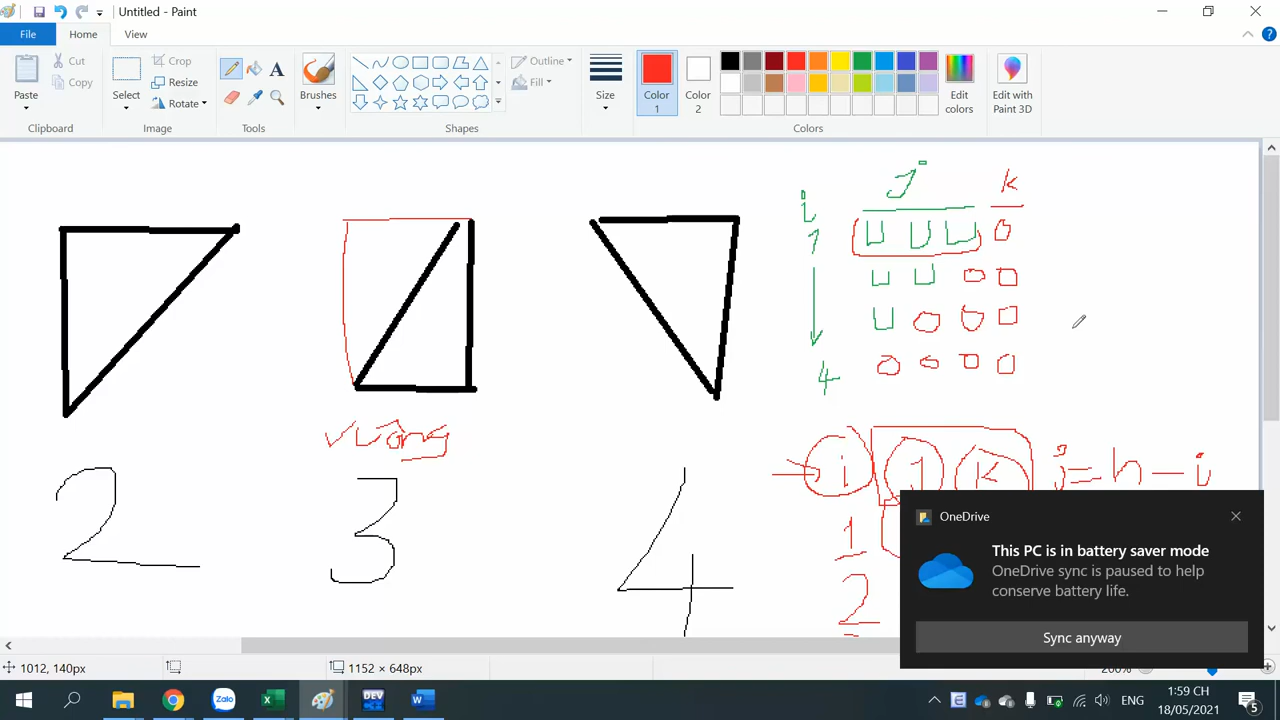 Untitled - Paint
File
Home
View
Paste
Cut
Copy
Clipboard
Select
Crop
Resize
Rotate
Image
Tools
Brushes
Shapes
Outline
Fill
Size
Color 1
Color 2
Edit colors
Edit with Paint 3D
Colors
i
j
k
1
4
vuông
2
3
4
i
j
k
j = n - i
1
2
OneDrive
This PC is in battery saver mode
OneDrive sync is paused to help
conserve battery life.
Sync anyway
1012, 140px
1152 × 648px
200%
Zalo
DEV
ENG
1:59 CH
18/05/2021
5